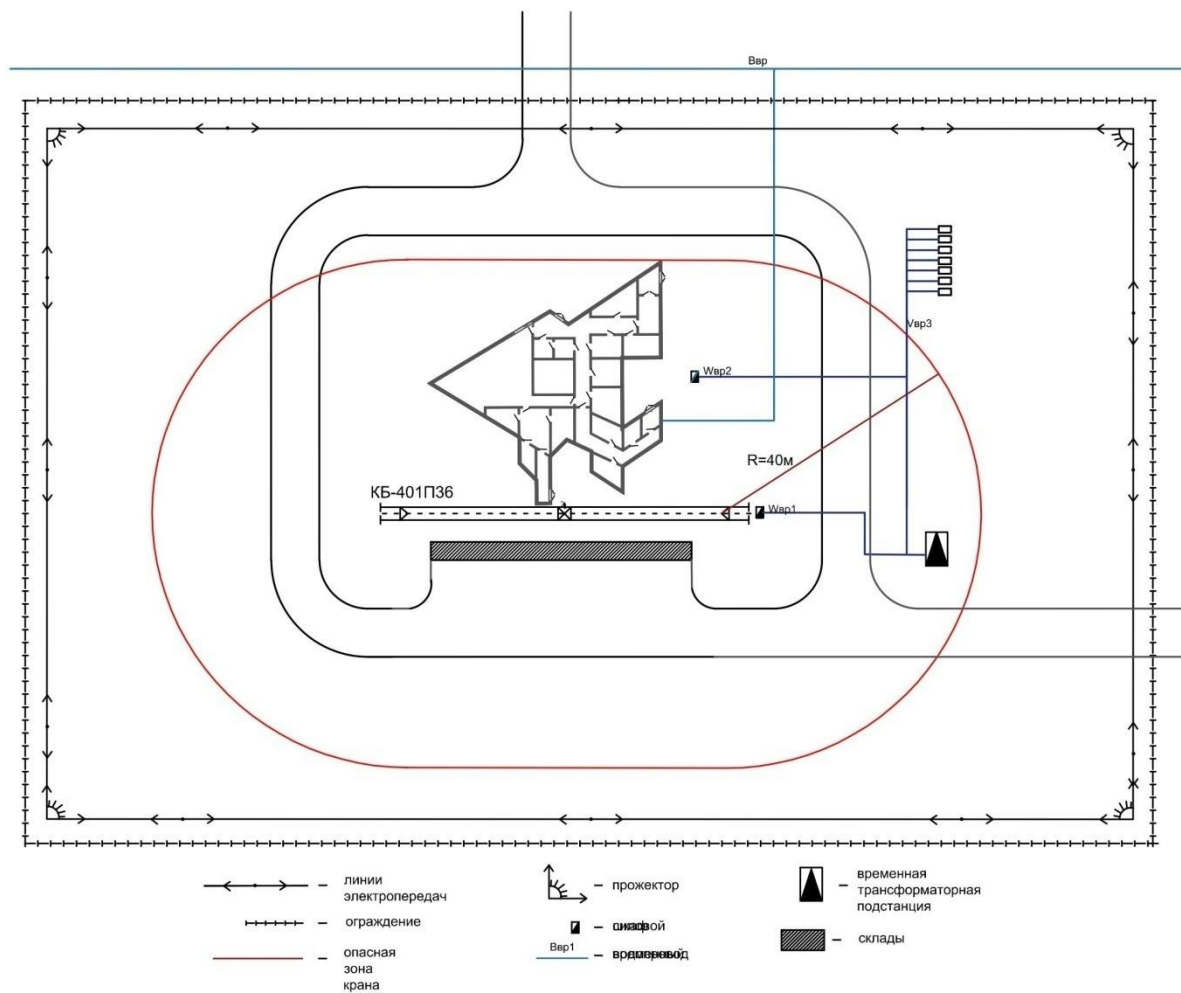 Ввр
Vвр3
Wвр2
R=40м
КБ-401П36
Wвр1
линии
электропередач
ограждение
опасная
зона
крана
прожектор
Ввр1
временная
трансформаторная
подстанция
склады